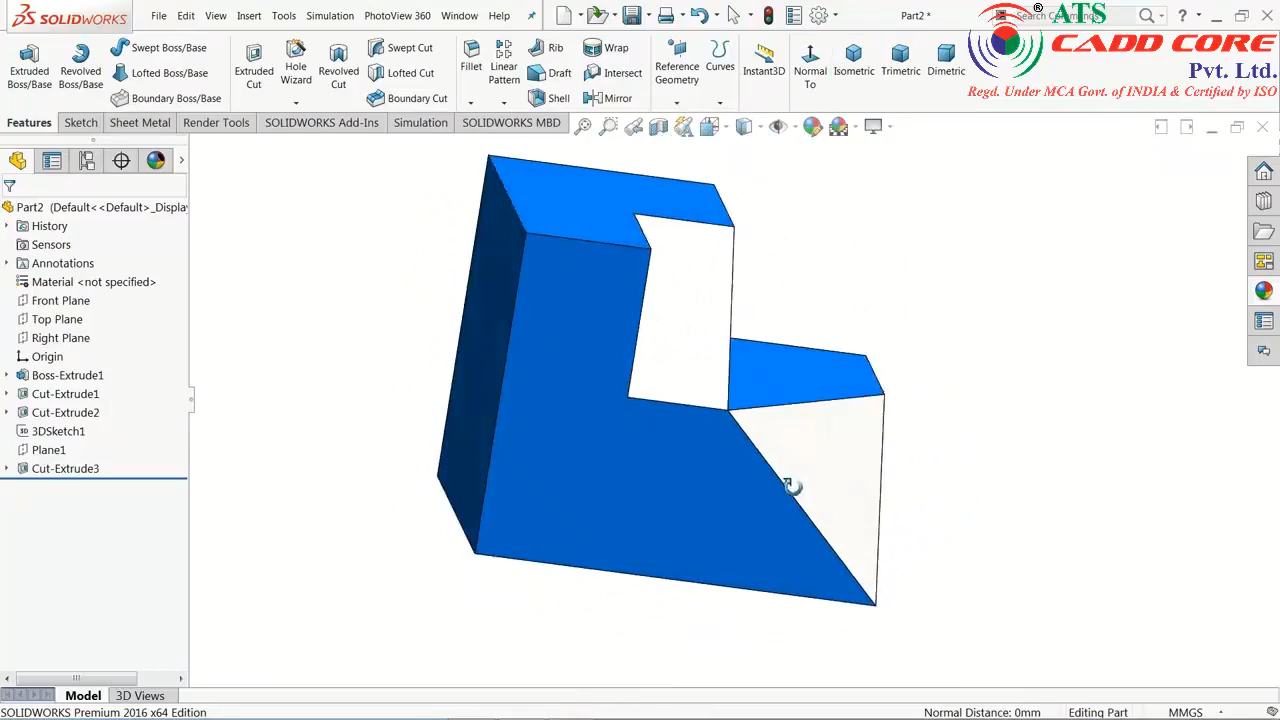 SOLIDWORKS
File Edit View Insert Tools Simulation PhotoView 360 Window Help
Part2 *
Search Commands
®
ATS
CADD CORE
Pvt. Ltd.
Regd. Under MCA Govt. of INDIA & Certified by ISO
Extruded Boss/Base
Revolved Boss/Base
Swept Boss/Base
Lofted Boss/Base
Boundary Boss/Base
Extruded Cut
Hole Wizard
Revolved Cut
Swept Cut
Lofted Cut
Boundary Cut
Fillet
Linear Pattern
Rib
Draft
Shell
Wrap
Intersect
Mirror
Reference Geometry
Curves
Instant3D
Normal To
Isometric
Trimetric
Dimetric
Features Sketch Sheet Metal Render Tools SOLIDWORKS Add-Ins Simulation SOLIDWORKS MBD
Part2 (Default<<Default>_Display
History
Sensors
Annotations
Material <not specified>
Front Plane
Top Plane
Right Plane
Origin
Boss-Extrude1
Cut-Extrude1
Cut-Extrude2
3D 3DSketch1
Plane1
Cut-Extrude3
Model 3D Views
SOLIDWORKS Premium 2016 x64 Edition
Normal Distance: 0mm Editing Part MMGS